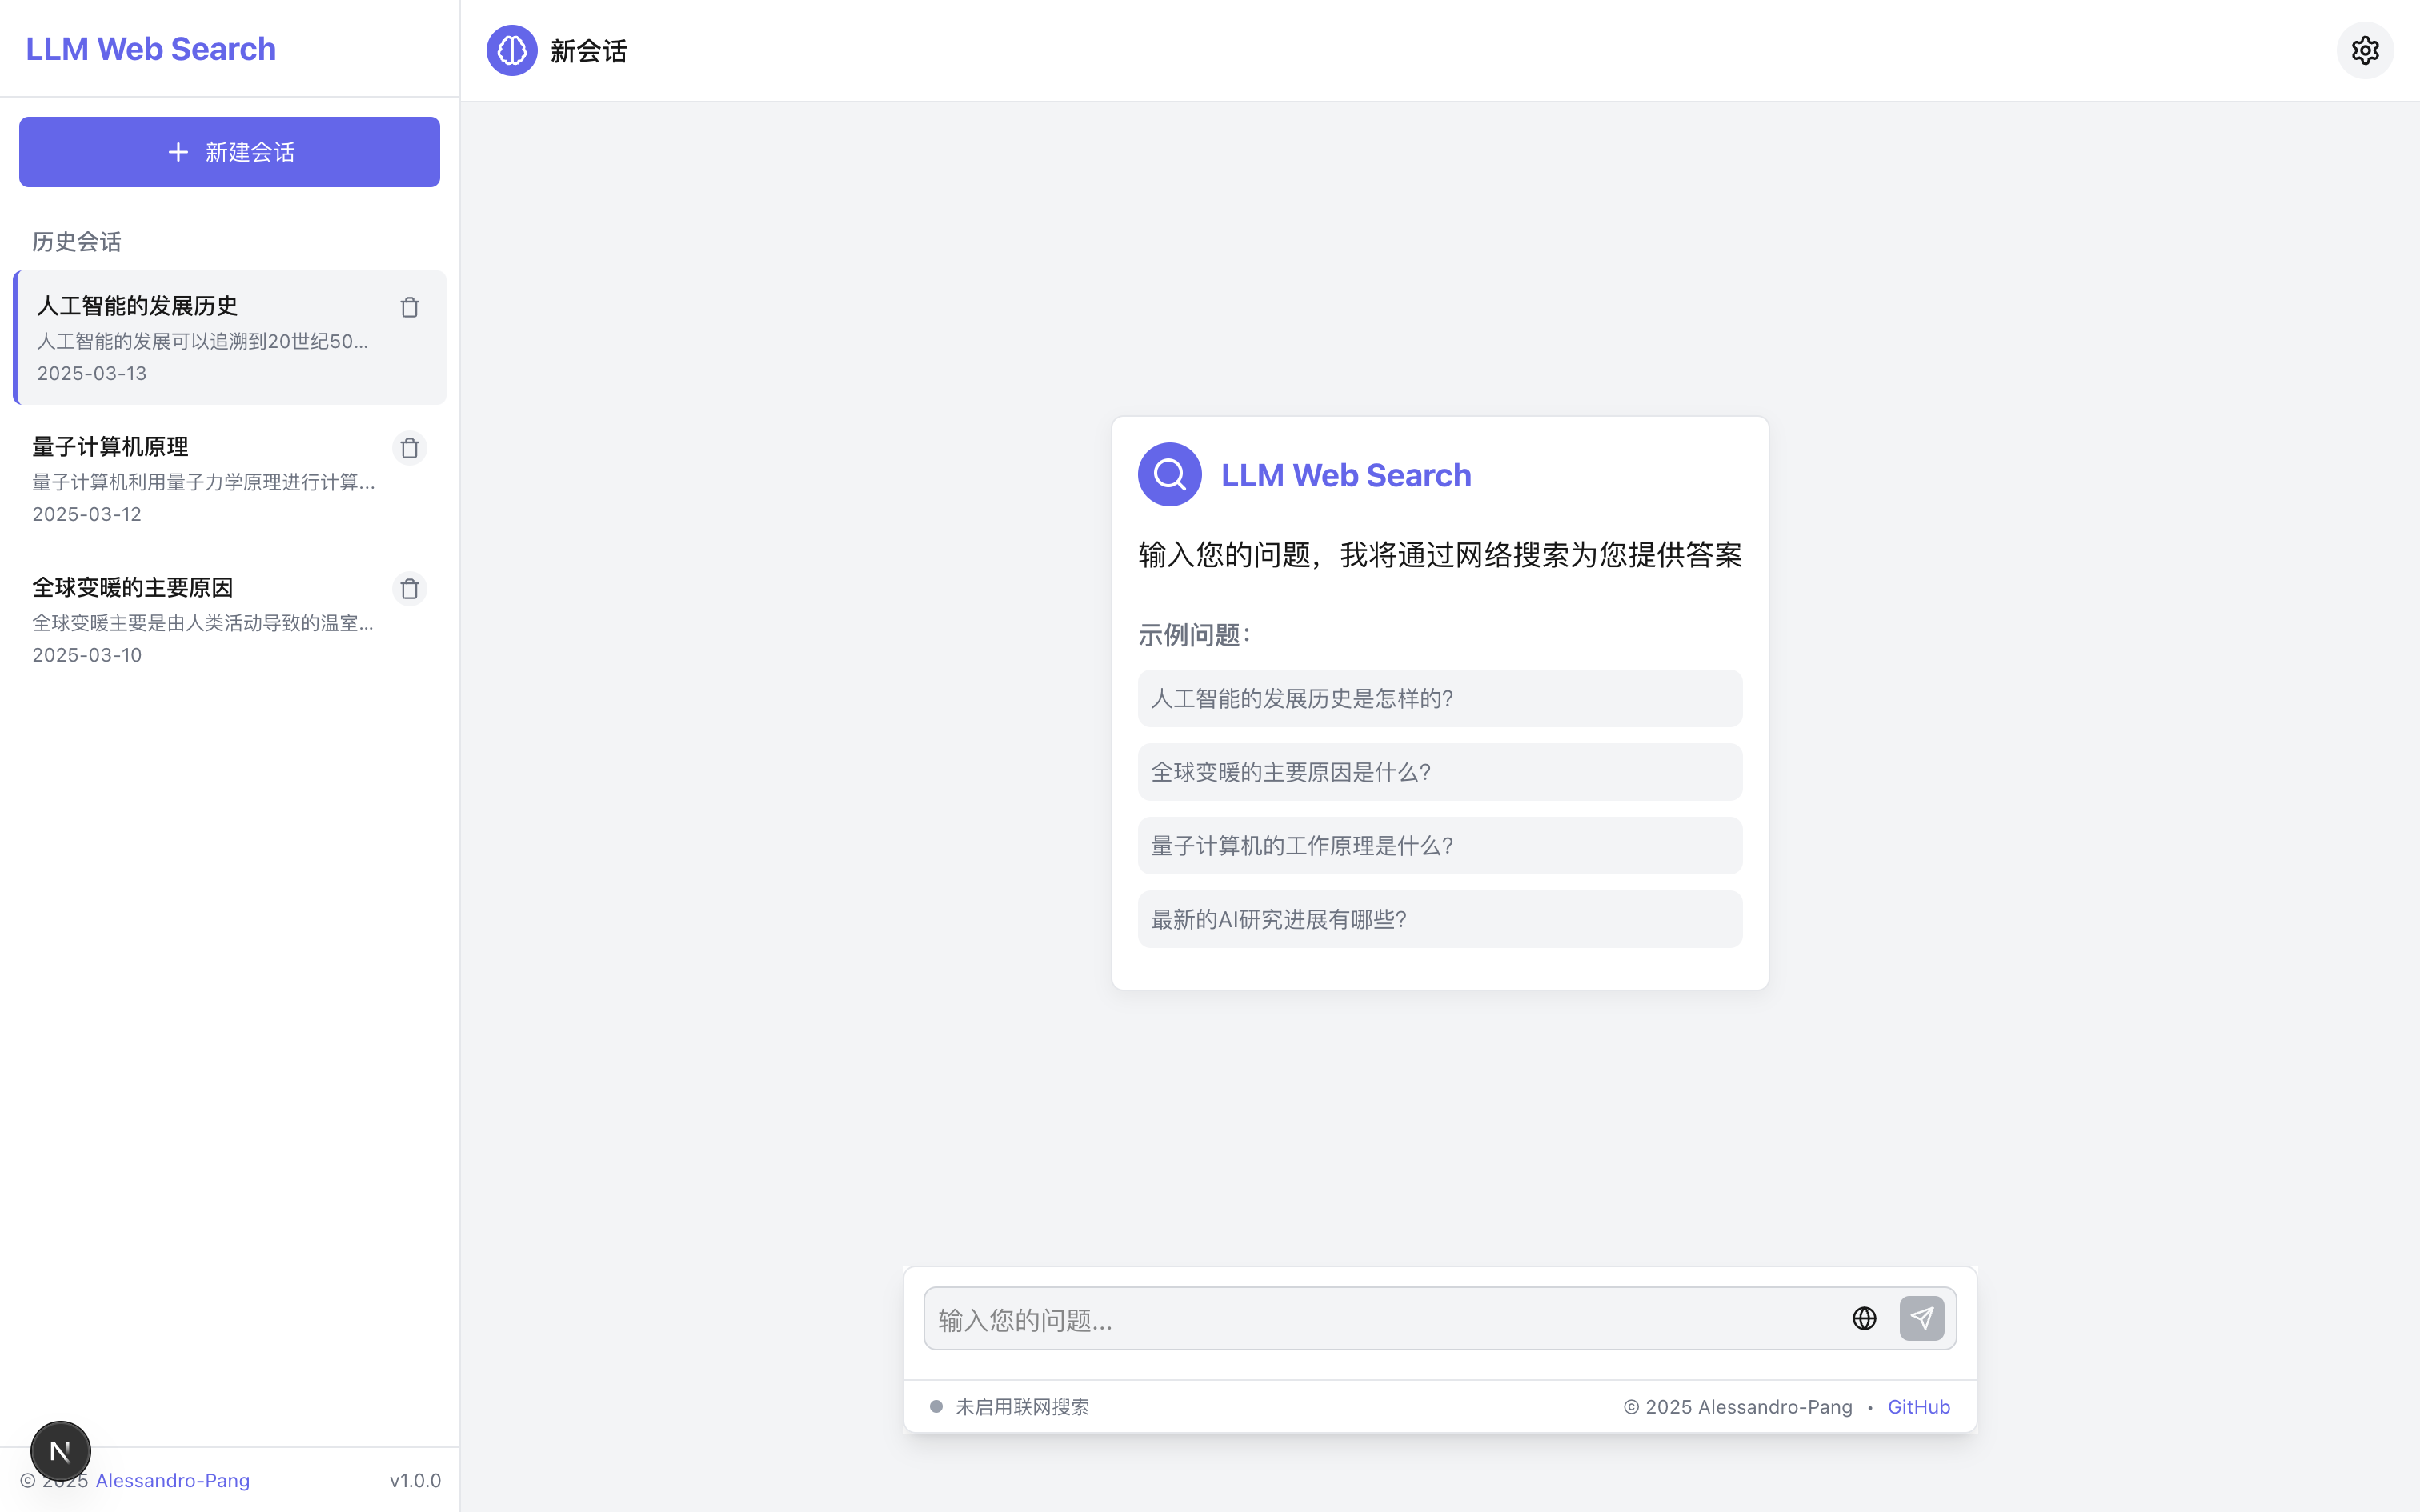 LLM Web Search
新建会话
历史会话
人工智能的发展历史
人工智能的发展可以追溯到20世纪50...
2025-03-13
量子计算机原理
量子计算机利用量子力学原理进行计算...
2025-03-12
全球变暖的主要原因
全球变暖主要是由人类活动导致的温室...
2025-03-10
N
© 2025 Alessandro-Pang
v1.0.0
新会话
LLM Web Search
输入您的问题，我将通过网络搜索为您提供答案
示例问题：
人工智能的发展历史是怎样的?
全球变暖的主要原因是什么?
量子计算机的工作原理是什么?
最新的AI研究进展有哪些?
输入您的问题...
未启用联网搜索
© 2025 Alessandro-Pang • GitHub